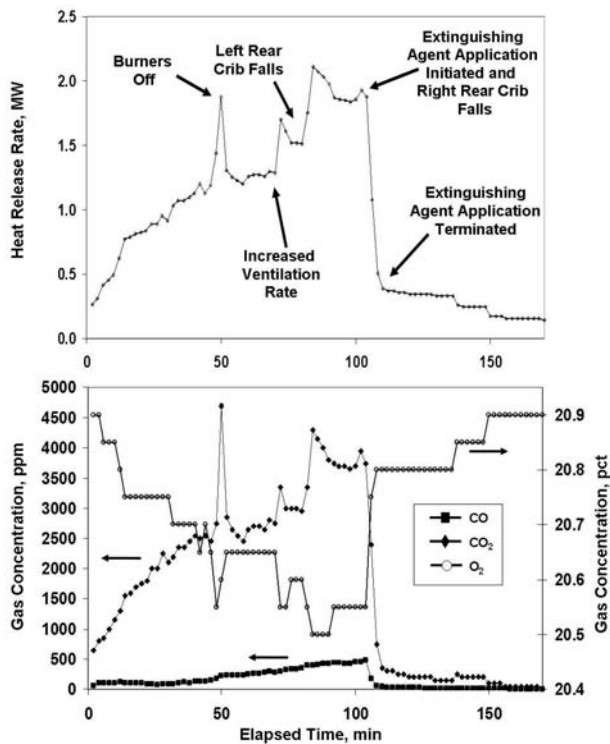 Heat Release Rate, MW
2.5
2.0
1.5
1.0
0.5
0.0
Burners
Off
Left Rear
Crib Falls
Extinguishing
Agent Application
Initiated and
Right Rear Crib
Falls
Increased
Ventilation
Rate
Extinguishing
Agent Application
Terminated
0
50
100
150
Gas Concentration, ppm
5000
4500
4000
3500
3000
2500
2000
1500
1000
500
0
CO
CO₂
O₂
20.9
20.8
20.7
20.6
20.5
20.4
Gas Concentration, pct
0
50
100
150
Elapsed Time, min